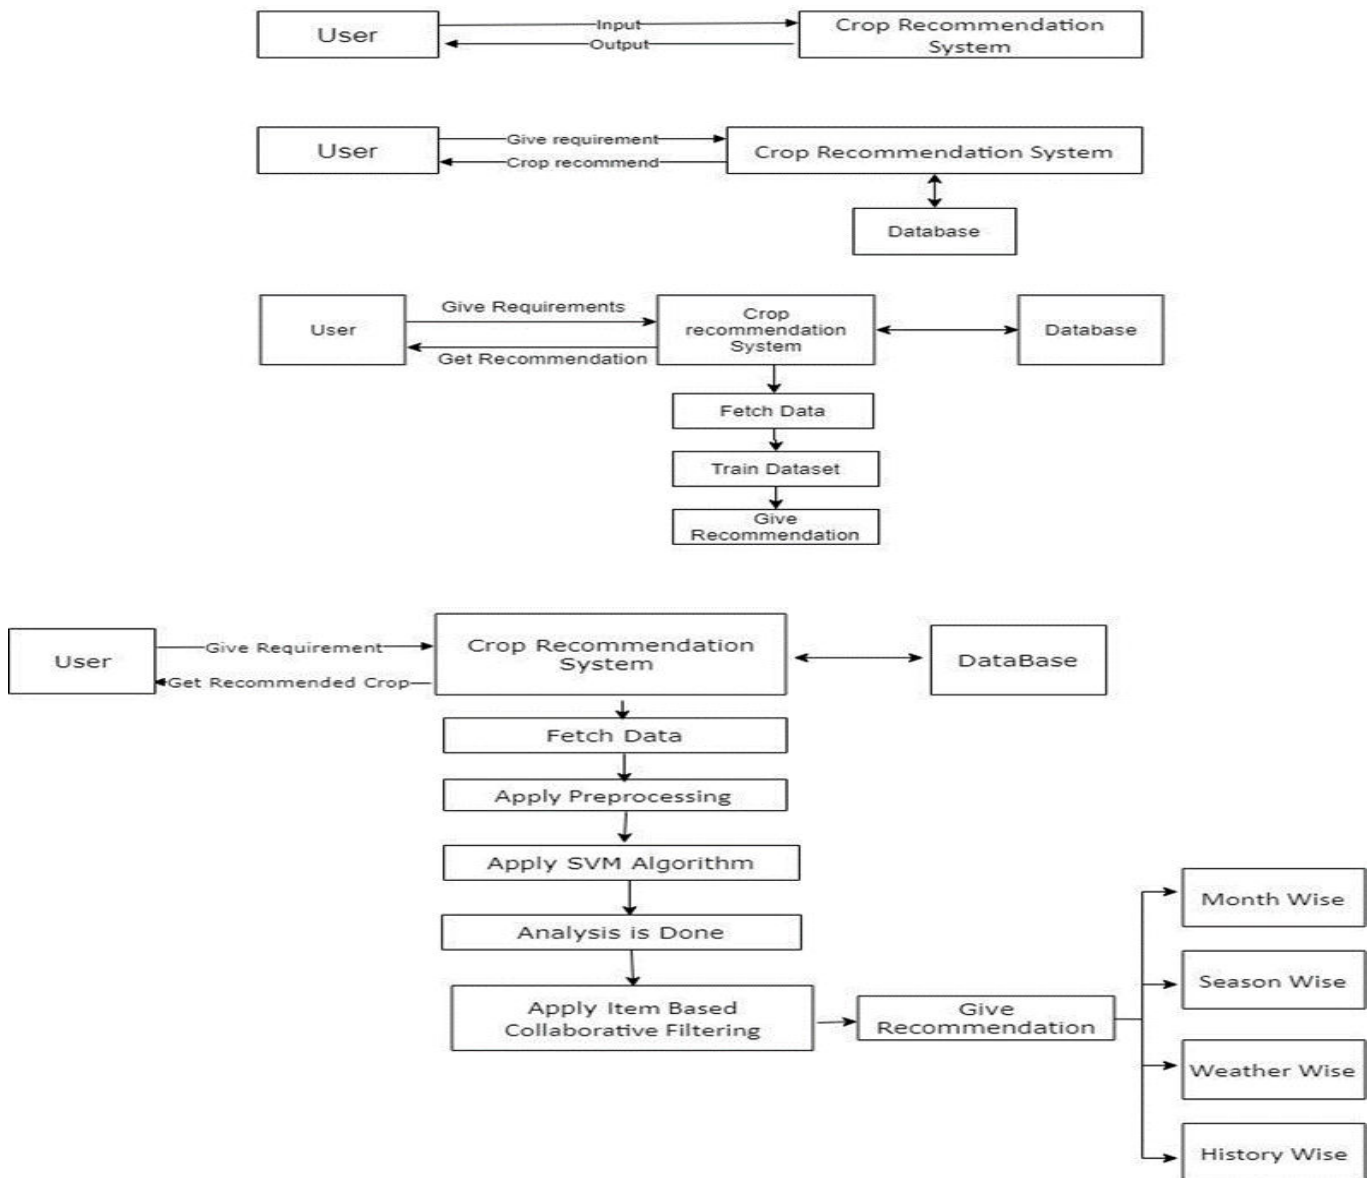 User
Input
Output
Crop Recommendation
System
User
Give requirement
Crop recommend
Crop Recommendation System
Database
User
Give Requirements
Get Recommendation
Crop
recommendation
System
Database
Fetch Data
Train Dataset
Give
Recommendation
User
Give Requirement
Get Recommended Crop
Crop Recommendation
System
DataBase
Fetch Data
Apply Preprocessing
Apply SVM Algorithm
Analysis is Done
Apply Item Based
Collaborative Filtering
Give
Recommendation
Month Wise
Season Wise
Weather Wise
History Wise